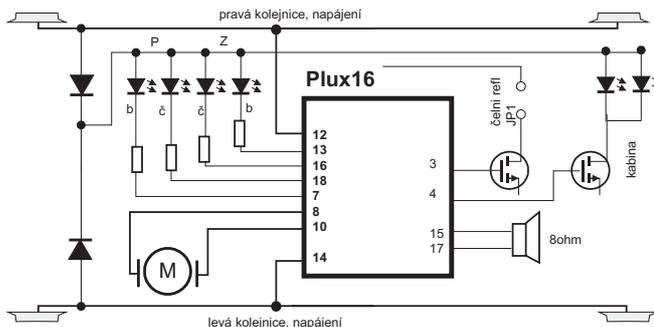 pravá kolejnice, napájení
P Z
Plux16
b č č b
čelni refl
JP1
kabina
12
13
16
18
7
8
10
14
3
4
15
17
8ohm
M
levá kolejnice, napájení